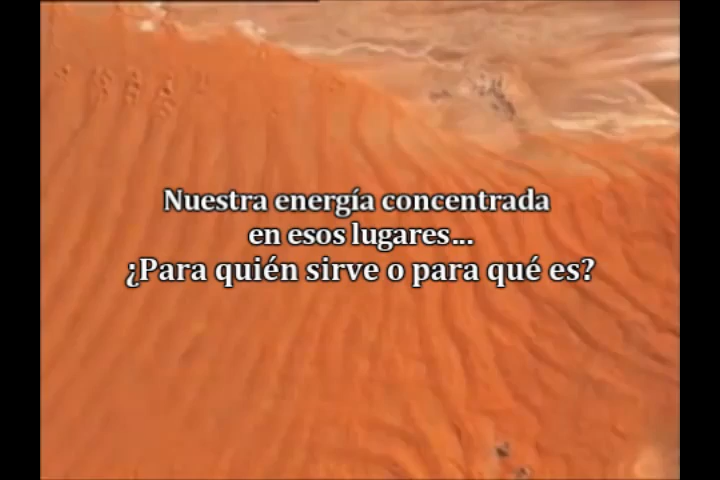 Nuestra energía concentrada
en esos lugares...
¿Para quién sirve o para qué es?